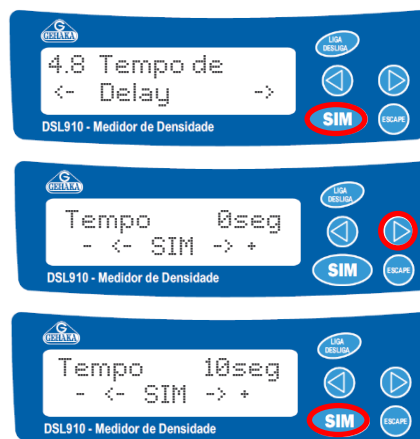 G
GEHAKA
LIGA
DESLIGA
4.8 Tempo de
<- Delay ->
SIM
ESCAPE
DSL910 - Medidor de Densidade
G
GEHAKA
LIGA
DESLIGA
Tempo 0seg
- <- SIM -> +
SIM
ESCAPE
DSL910 - Medidor de Densidade
G
GEHAKA
LIGA
DESLIGA
Tempo 10seg
- <- SIM -> +
SIM
ESCAPE
DSL910 - Medidor de Densidade